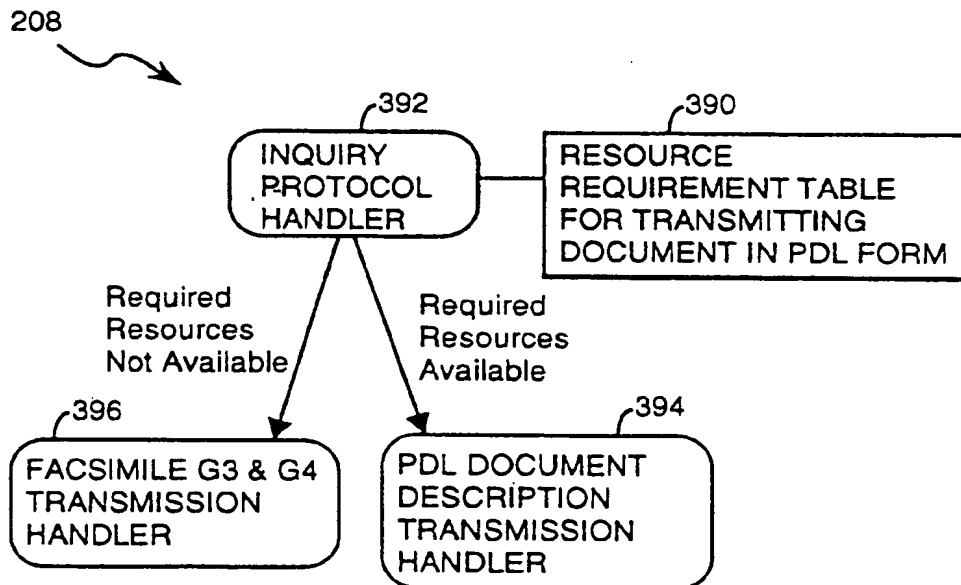 208
392
INQUIRY
PROTOCOL
HANDLER
390
RESOURCE
REQUIREMENT TABLE
FOR TRANSMITTING
DOCUMENT IN PDL FORM
Required
Resources
Not Available
Required
Resources
Available
396
FACSIMILE G3 & G4
TRANSMISSION
HANDLER
394
PDL DOCUMENT
DESCRIPTION
TRANSMISSION
HANDLER